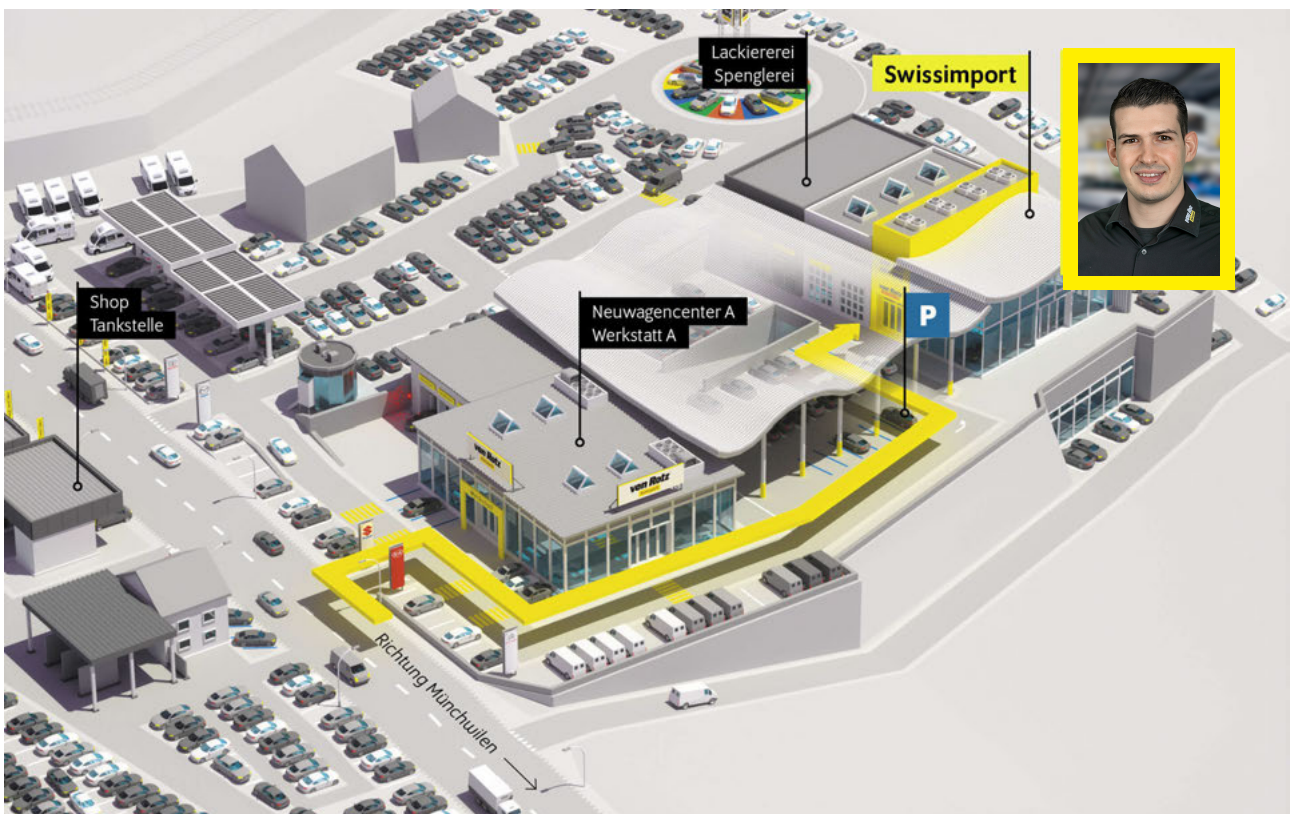 Lackiererei
Spenglerei
Swissimport
Shop
Tankstelle
Neuwagencenter A
Werkstatt A
P
von Rotz
von Rotz
Richtung Münchwilen